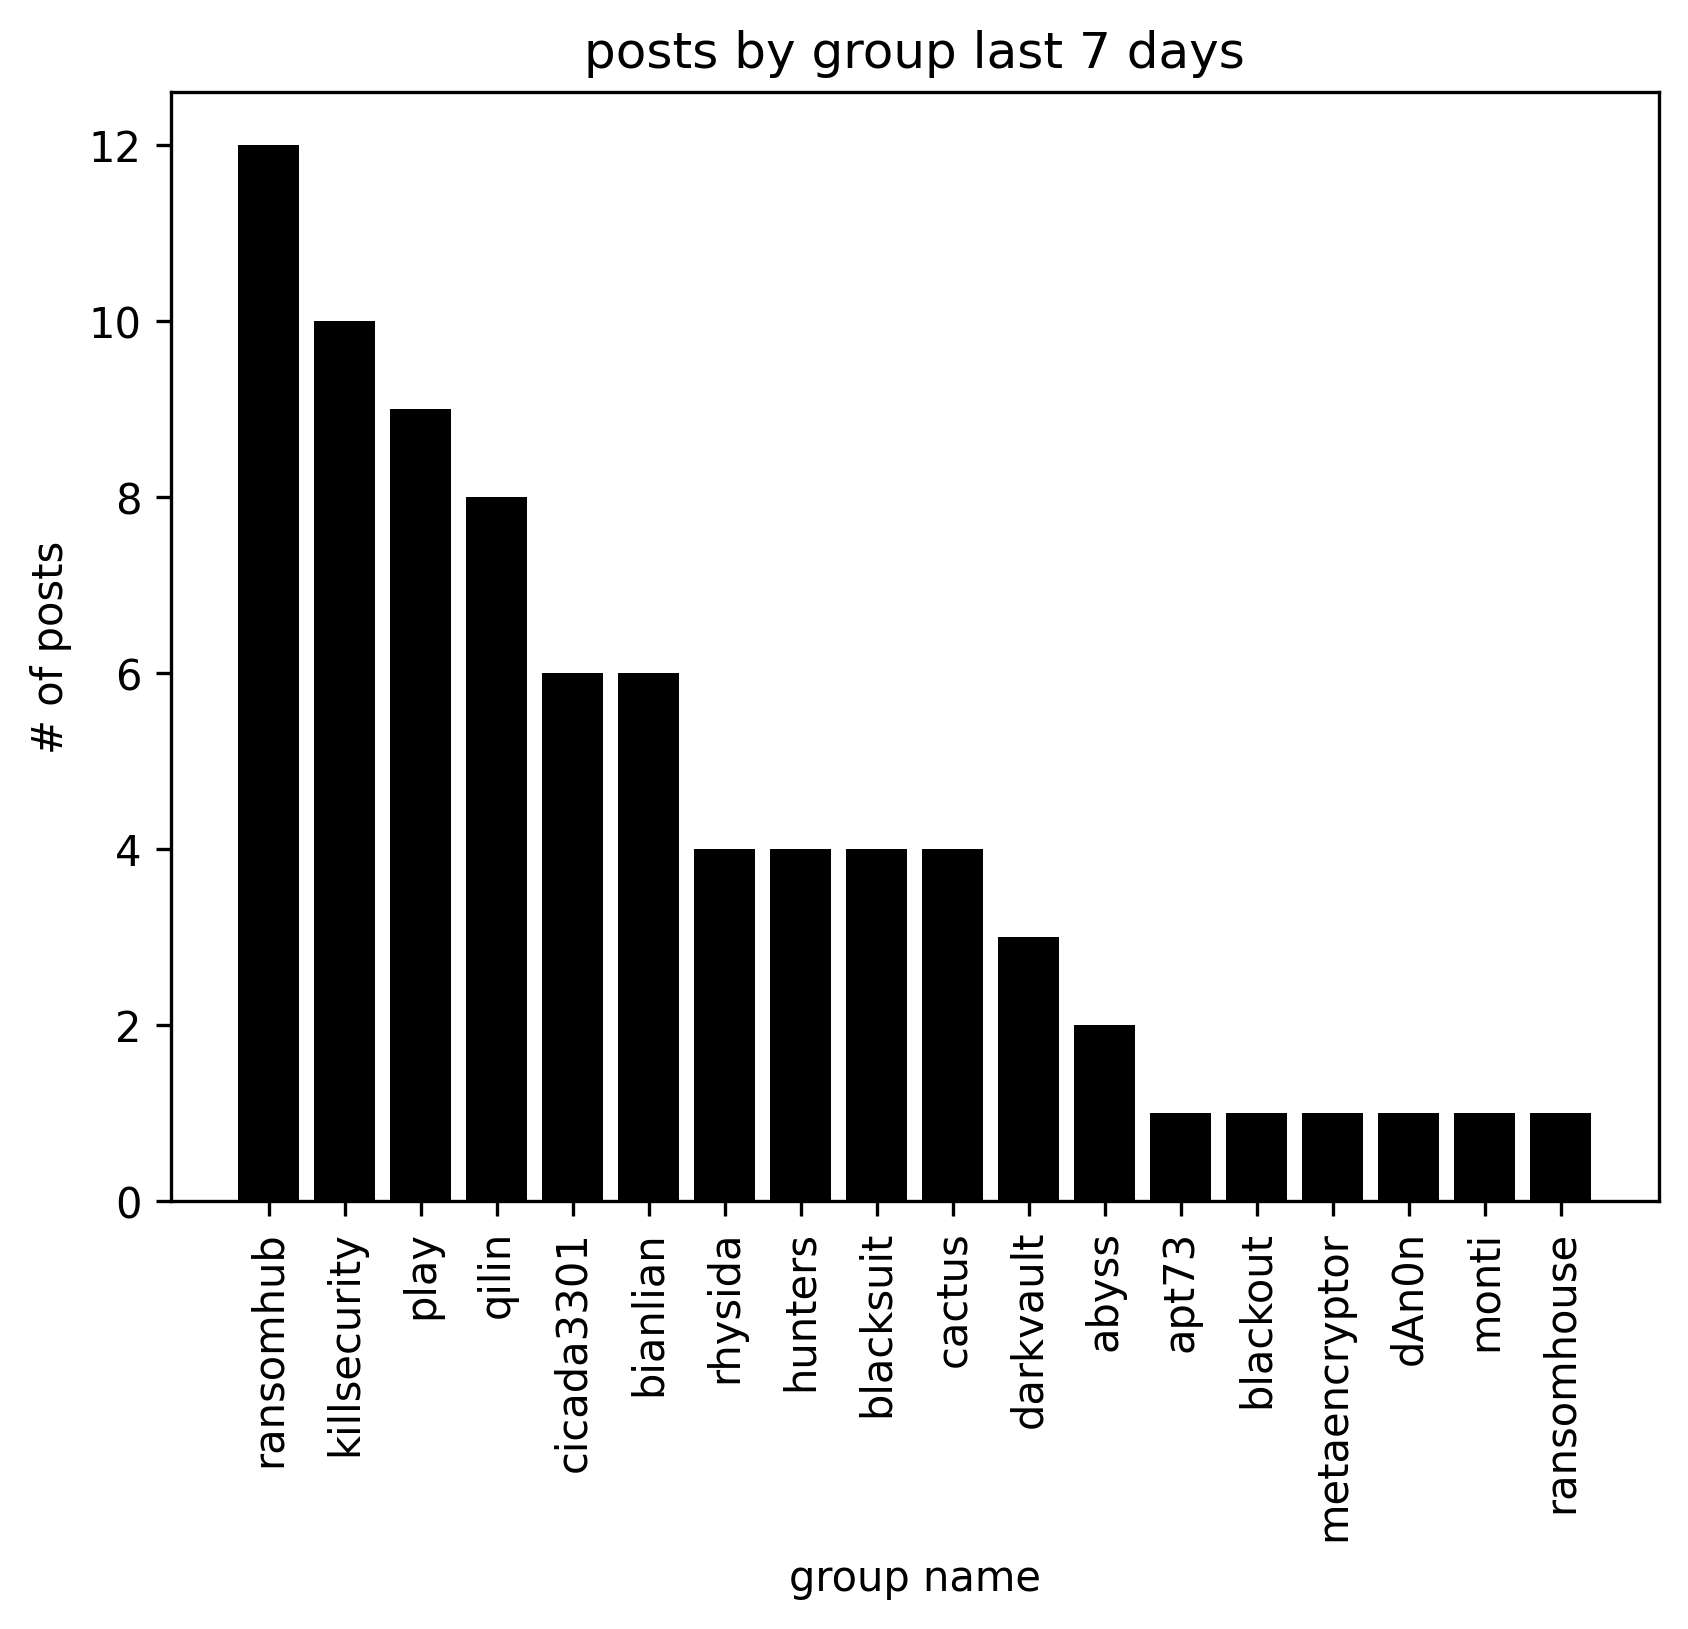 posts by group last 7 days
# of posts
12
10
8
6
4
2
0
ransomhub
killsecurity
play
qilin
cicada3301
bianlian
rhysida
hunters
blacksuit
cactus
darkvault
abyss
apt73
blackout
metaencryptor
dAn0n
monti
ransomhouse
group name